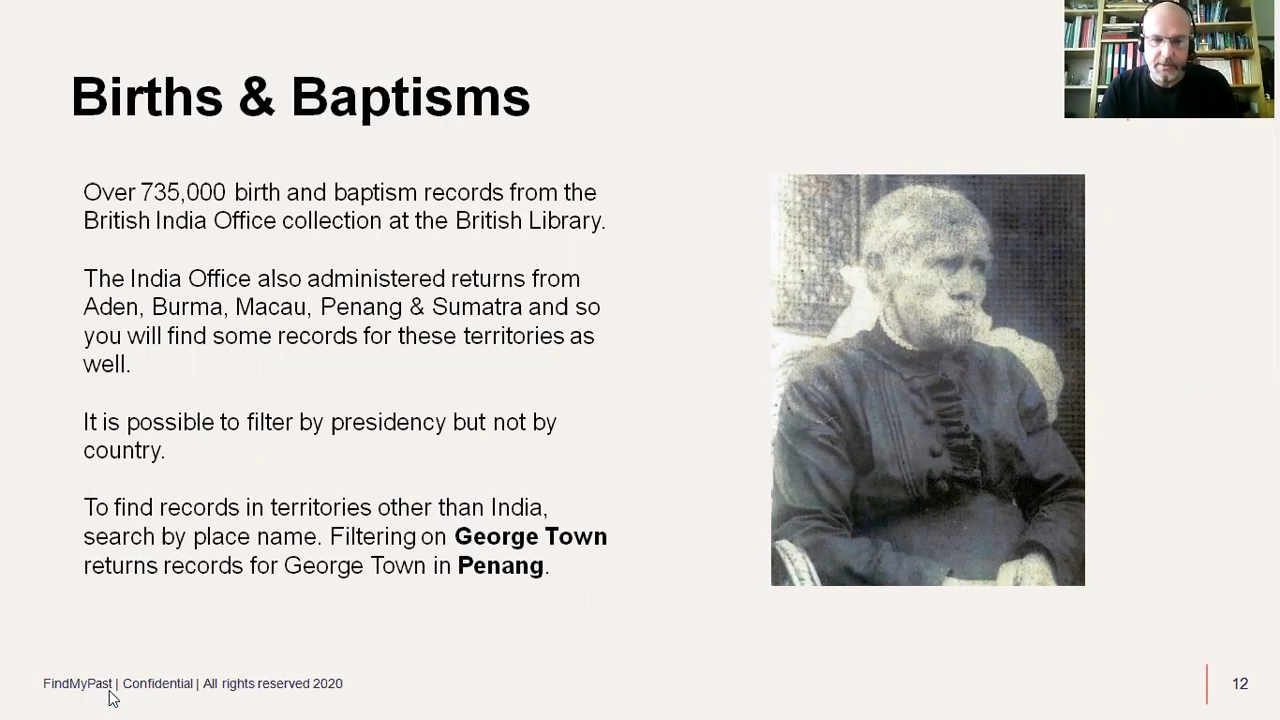 Births & Baptisms
Over 735,000 birth and baptism records from the
British India Office collection at the British Library.
The India Office also administered returns from
Aden, Burma, Macau, Penang & Sumatra and so
you will find some records for these territories as
well.
It is possible to filter by presidency but not by
country.
To find records in territories other than India,
search by place name. Filtering on George Town
returns records for George Town in Penang.
FindMyPast | Confidential | All rights reserved 2020
12